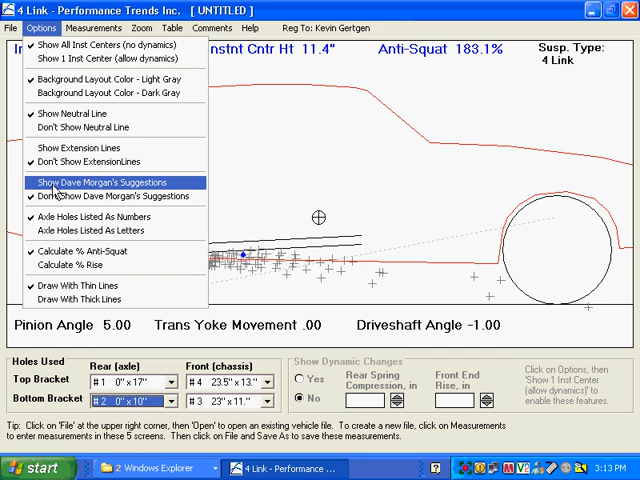 4 Link - Performance Trends Inc. [ UNTITLED ]
File Options Measurements Zoom Table Comments Help Reg To: Kevin Gertgen
Show All Inst Centers (no dynamics)
Show 1 Inst Center (allow dynamics)
Background Layout Color - Light Gray
Background Layout Color - Dark Gray
Show Neutral Line
Don't Show Neutral Line
Show Extension Lines
Don't Show ExtensionLines
Show Dave Morgan's Suggestions
Don't Show Dave Morgan's Suggestions
Axle Holes Listed As Numbers
Axle Holes Listed As Letters
Calculate % Anti-Squat
Calculate % Rise
Draw With Thin Lines
Draw With Thick Lines
In
nstnt Cntr Ht 11.4" Anti-Squat 183.1%
Susp. Type:
4 Link
Pinion Angle 5.00 Trans Yoke Movement .00 Driveshaft Angle -1.00
Holes Used
Rear (axle) Front (chassis)
Top Bracket # 1 0" x 17" # 4 23.5" x 13."
Bottom Bracket # 2 0" x 10" # 3 23" x 11."
Show Dynamic Changes
Yes
No
Rear Spring
Compression, in
Front End
Rise, in
Click on Options, then
'Show 1 Inst Center
(allow dynamics)' to
enable these features.
Tip: Click on 'File' at the upper right corner, then 'Open' to open an existing vehicle file. To create a new file, click on Measurements
to enter measurements in these 5 screens. Then click on File and Save As to save these measurements.
start 2 Windows Explorer 4 Link - Performance ... 3:13 PM